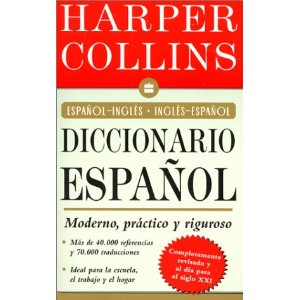 HARPER
COLLINS
ESPAÑOL-INGLÉS • INGLÉS-ESPAÑOL
DICCIONARIO
ESPAÑOL
Moderno, práctico y riguroso
• Más de 40.000 referencias
y 70.000 traducciones
• Ideal para la escuela,
el trabajo y el hogar
Completamente
revisado y
al día para
el siglo XXI